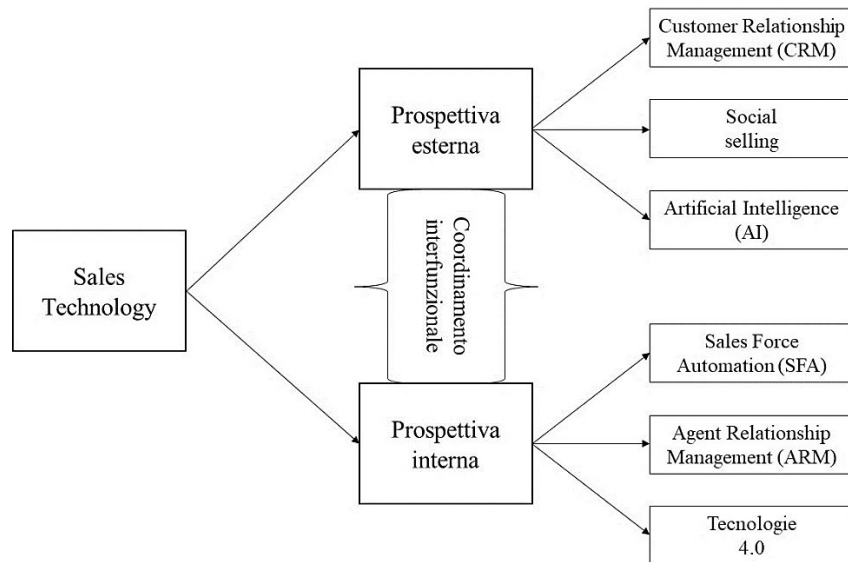 Customer Relationship
Management (CRM)
Prospettiva
esterna
Social
selling
Artificial Intelligence
(AI)
Coordinamento
interfunzionale
Sales
Technology
Sales Force
Automation (SFA)
Prospettiva
interna
Agent Relationship
Management (ARM)
Tecnologie
4.0